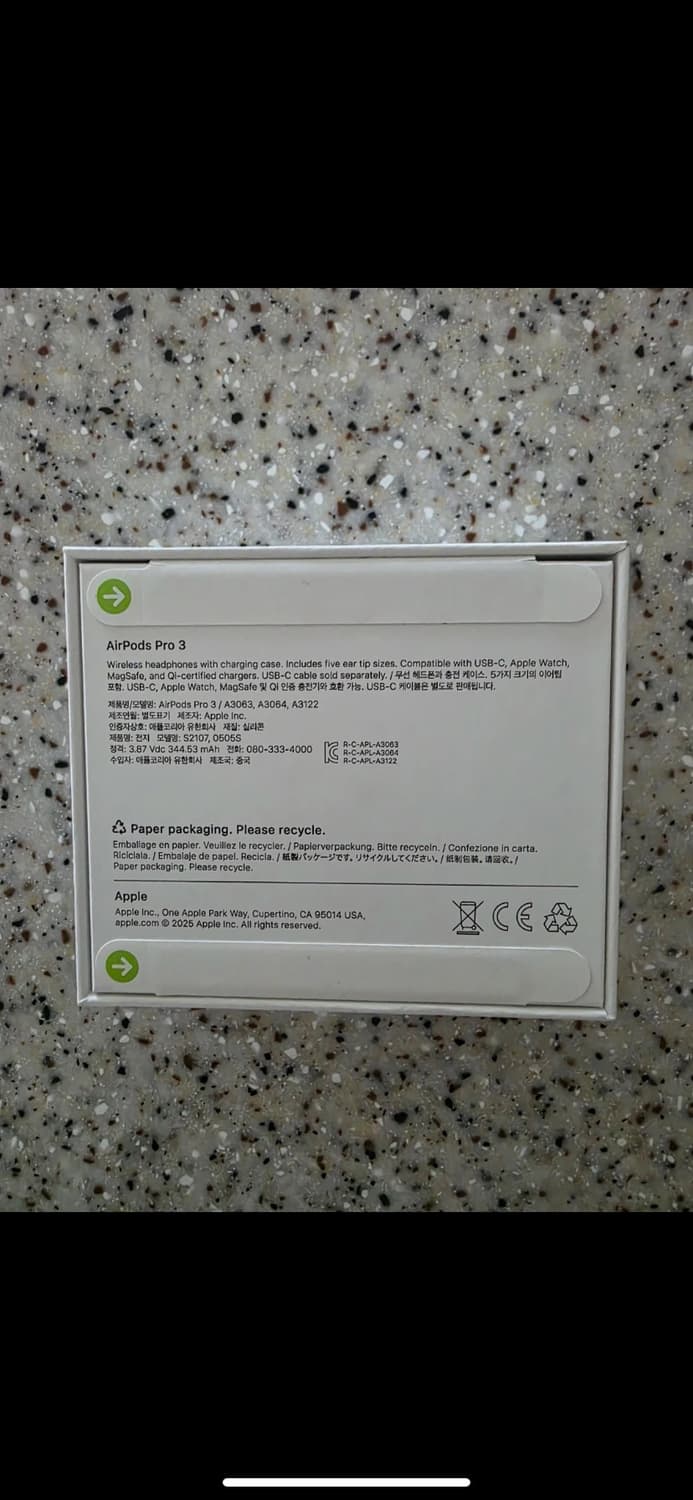 AirPods Pro 3
Wireless headphones with charging case. Includes five ear tip sizes. Compatible with USB-C, Apple Watch,
MagSafe, and Qi-certified chargers. USB-C cable sold separately. / 무선 헤드폰과 충전 케이스. 5가지 크기의 이어팁
포함. USB-C, Apple Watch, MagSafe 및 Qi 인증 충전기와 호환 가능. USB-C 케이블은 별도로 판매됩니다.
제품명/모델명: AirPods Pro 3 / A3063, A3064, A3122
제조연월: 별도표기 제조자: Apple Inc.
인증자상호: 애플코리아 유한회사 재질: 실리콘
제품명: 전지 모델명: S2107, 0505S
정격: 3.87 Vdc 344.53 mAh 전화: 080-333-4000
수입자: 애플코리아 유한회사 제조국: 중국
R-C-APL-A3063
R-C-APL-A3064
R-C-APL-A3122
Paper packaging. Please recycle.
Emballage en papier. Veuillez le recycler. / Papierverpackung. Bitte recyceln. / Confezione in carta.
Riciclala. / Embalaje de papel. Recicla. / 紙製パッケージです。リサイクルしてください。/ 纸制包装。请回收。/
Paper packaging. Please recycle.
Apple
Apple Inc., One Apple Park Way, Cupertino, CA 95014 USA,
apple.com © 2025 Apple Inc. All rights reserved.
CE